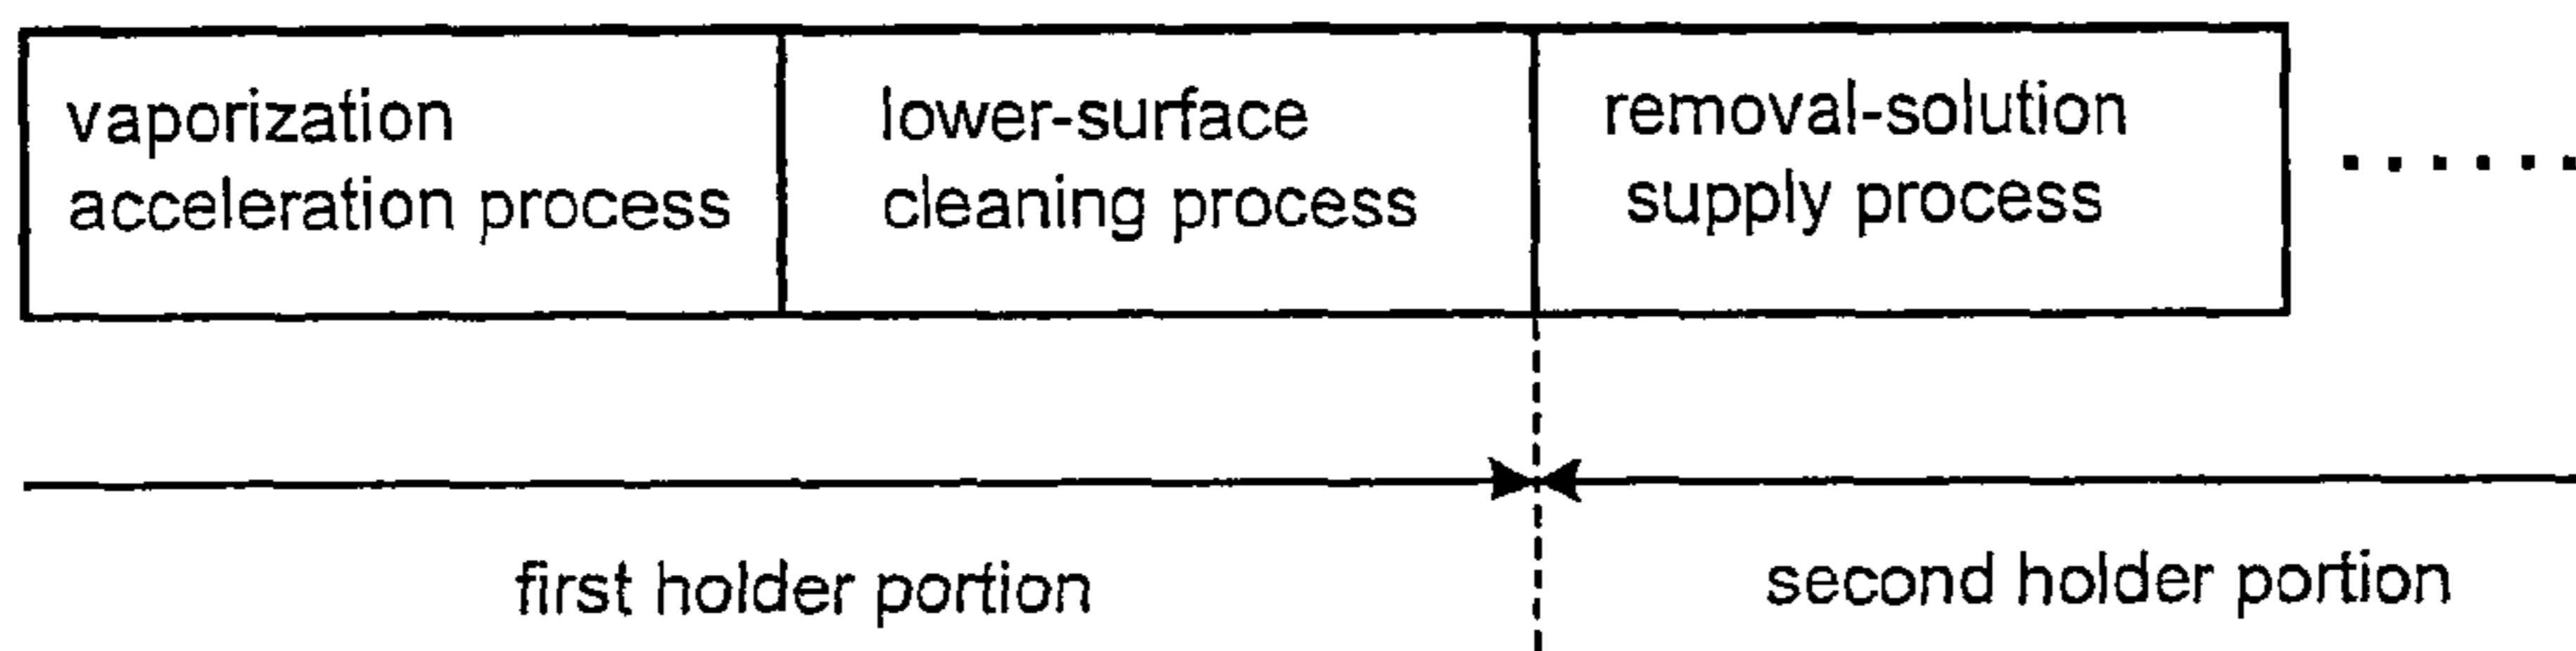 vaporization
acceleration process
lower-surface
cleaning process
removal-solution
supply process
......
first holder portion
second holder portion